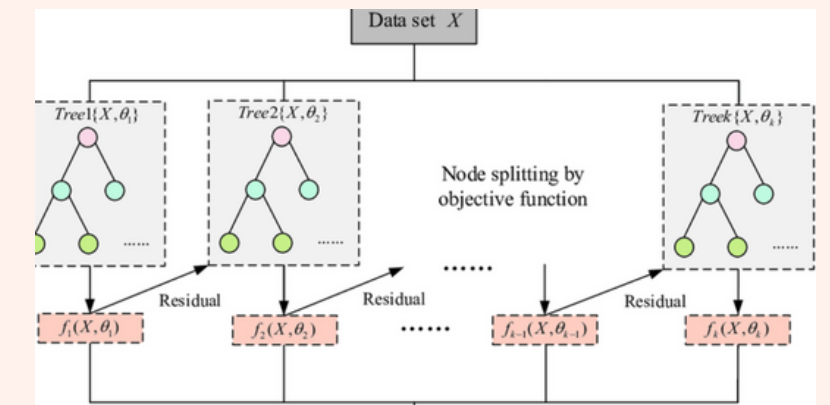 Data set X
Tree1{X,θ₁}
Tree2{X,θ₂}
Treek{X,θₖ}
Node splitting by
objective function
......
......
......
......
Residual
Residual
Residual
f₁(X,θ₁)
f₂(X,θ₂)
......
fₖ₋₁(X,θₖ₋₁)
fₖ(X,θₖ)